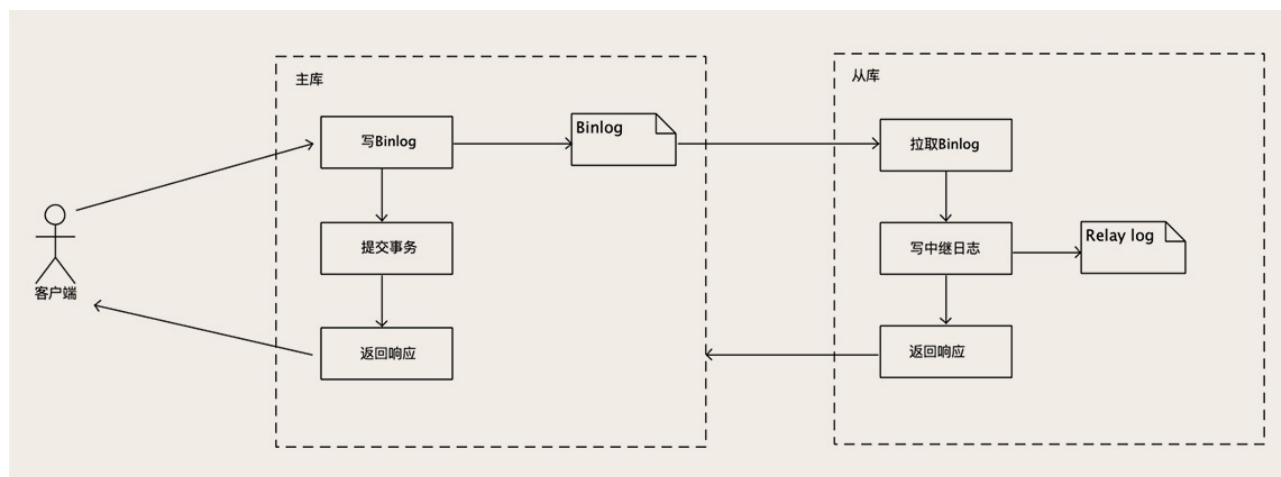 主库
写Binlog
Binlog
提交事务
返回响应
客户端
从库
拉取Binlog
写中继日志
Relay log
返回响应